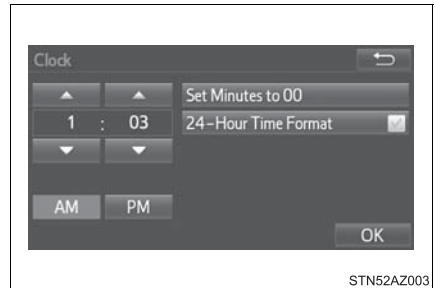 Clock
Set Minutes to 00
1 : 03
24-Hour Time Format
AM PM
OK
STN52AZ003